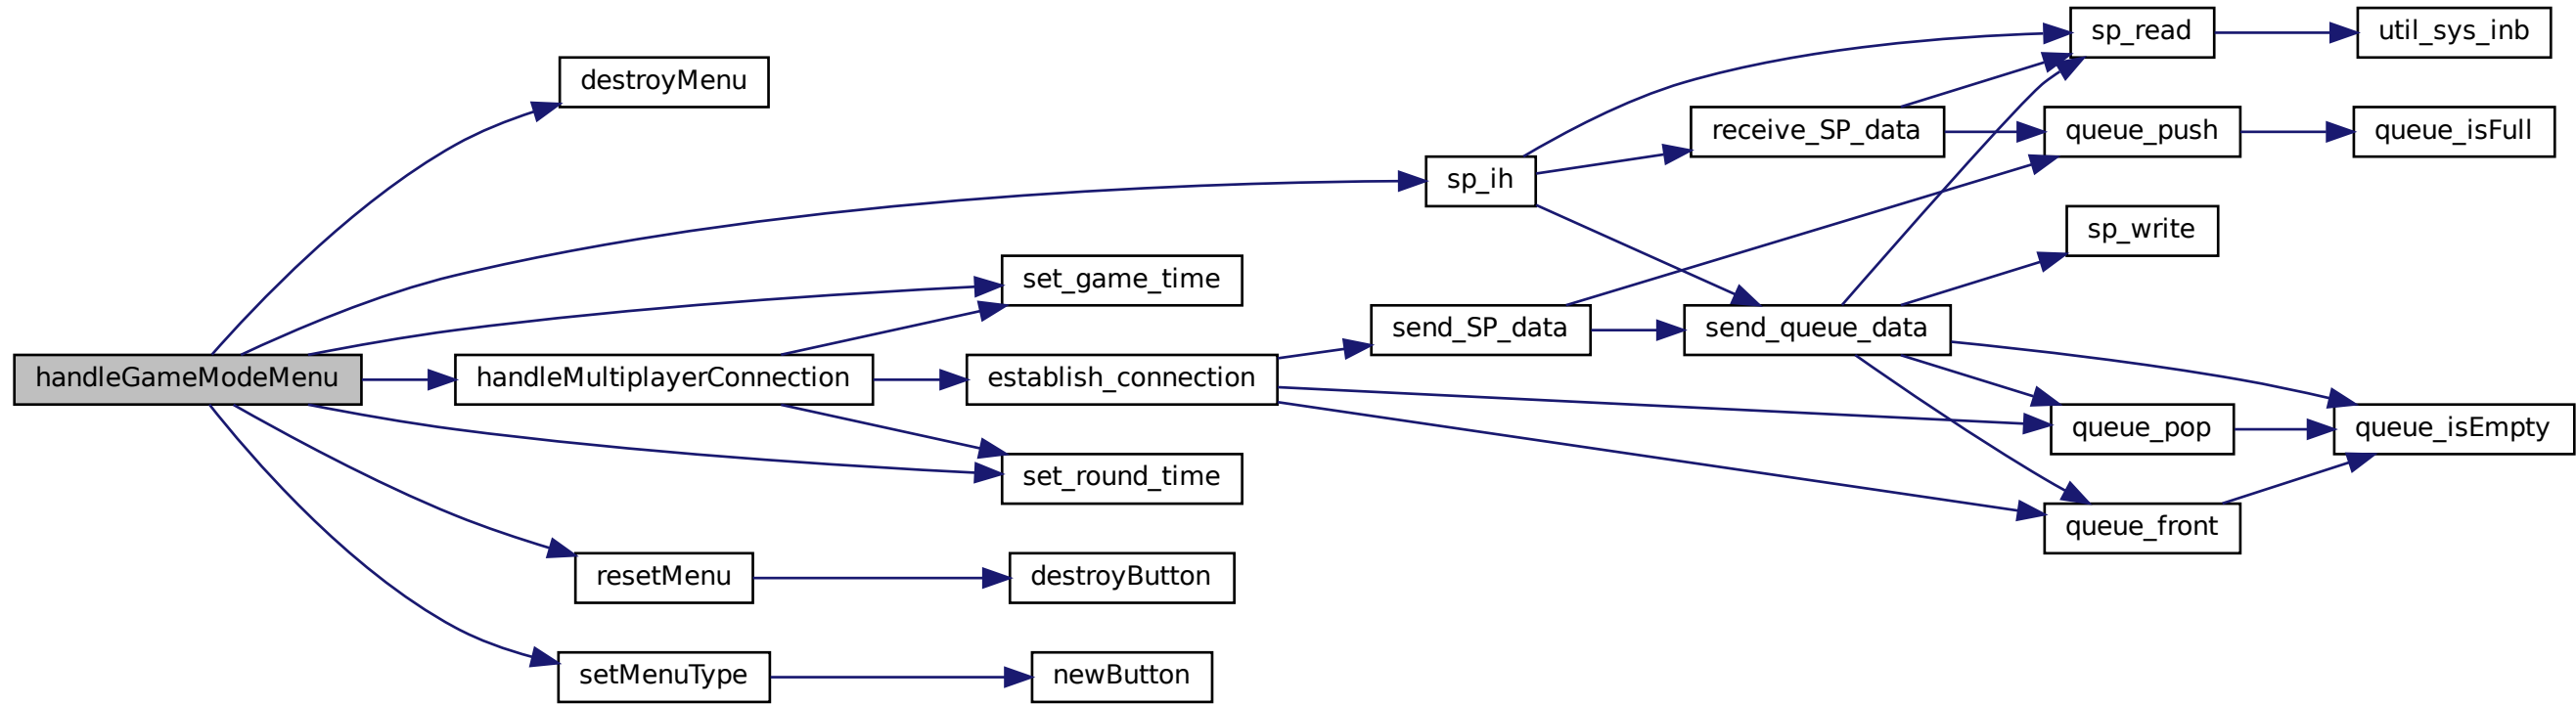 sp_read
util_sys_inb
destroyMenu
receive_SP_data
queue_push
queue_isFull
sp_ih
sp_write
set_game_time
send_SP_data
send_queue_data
handleGameModeMenu
handleMultiplayerConnection
establish_connection
queue_pop
queue_isEmpty
set_round_time
queue_front
resetMenu
destroyButton
setMenuType
newButton